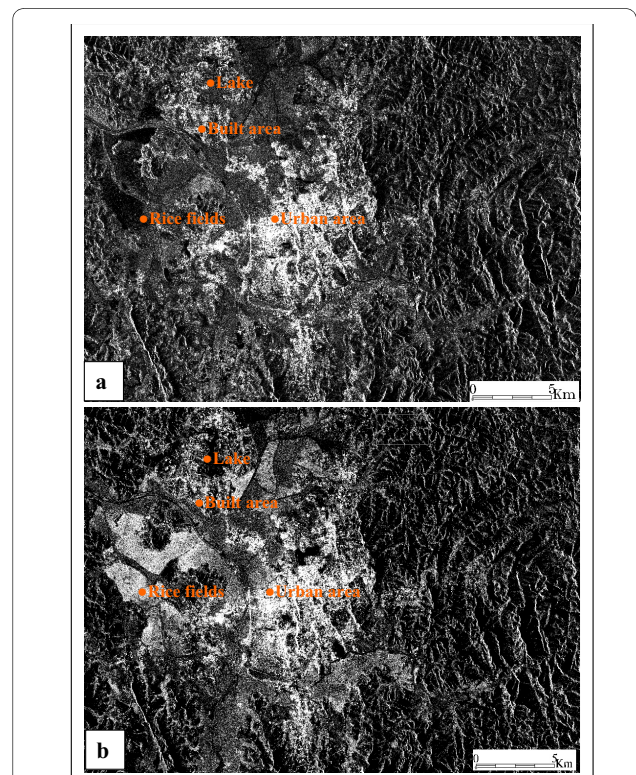 Lake
Built area
Rice fields
Urban area
a
0 5
Km
Lake
Built area
Rice fields
Urban area
b
0 5
Km